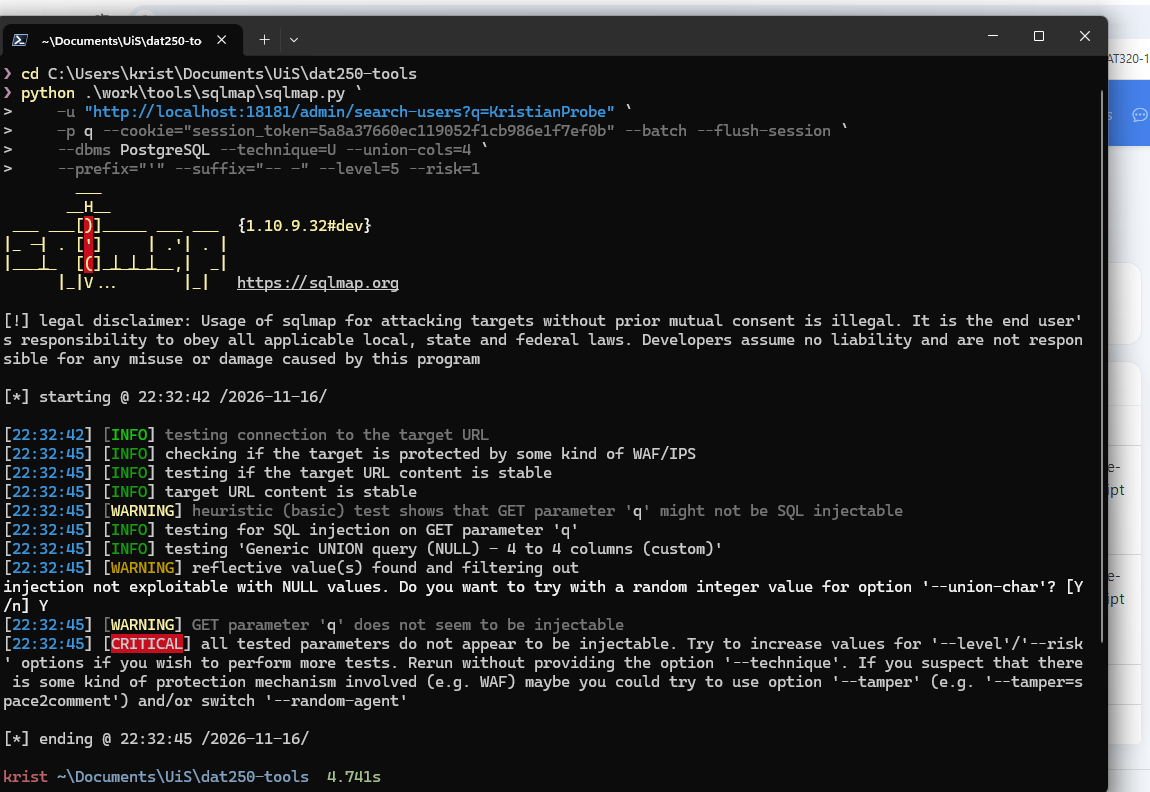 ~\Documents\UiS\dat250-to
❯ cd C:\Users\krist\Documents\UiS\dat250-tools
❯ python .\work\tools\sqlmap\sqlmap.py `
>     -u "http://localhost:18181/admin/search-users?q=KristianProbe" `
>     -p q --cookie="session_token=5a8a37660ec119052f1cb986e1f7ef0b" --batch --flush-session `
>     --dbms PostgreSQL --technique=U --union-cols=4 `
>     --prefix="'" --suffix="-- -" --level=5 --risk=1
        ___
       __H__
 ___ ___[)]_____ ___ ___  {1.10.9.32#dev}
|_ -| . [']     | .'| . |
|___|_  [(]_|_|_|__,|  _|
      |_|V...       |_|   https://sqlmap.org
[!] legal disclaimer: Usage of sqlmap for attacking targets without prior mutual consent is illegal. It is the end user'
s responsibility to obey all applicable local, state and federal laws. Developers assume no liability and are not respon
sible for any misuse or damage caused by this program
[*] starting @ 22:32:42 /2026-11-16/
[22:32:42] [INFO] testing connection to the target URL
[22:32:45] [INFO] checking if the target is protected by some kind of WAF/IPS
[22:32:45] [INFO] testing if the target URL content is stable
[22:32:45] [INFO] target URL content is stable
[22:32:45] [WARNING] heuristic (basic) test shows that GET parameter 'q' might not be SQL injectable
[22:32:45] [INFO] testing for SQL injection on GET parameter 'q'
[22:32:45] [INFO] testing 'Generic UNION query (NULL) - 4 to 4 columns (custom)'
[22:32:45] [WARNING] reflective value(s) found and filtering out
injection not exploitable with NULL values. Do you want to try with a random integer value for option '--union-char'? [Y
/n] Y
[22:32:45] [WARNING] GET parameter 'q' does not seem to be injectable
[22:32:45] [CRITICAL] all tested parameters do not appear to be injectable. Try to increase values for '--level'/'--risk
' options if you wish to perform more tests. Rerun without providing the option '--technique'. If you suspect that there
 is some kind of protection mechanism involved (e.g. WAF) maybe you could try to use option '--tamper' (e.g. '--tamper=s
pace2comment') and/or switch '--random-agent'
[*] ending @ 22:32:45 /2026-11-16/
krist ~\Documents\UiS\dat250-tools  4.741s
AT320-1
s
e-
ipt
e-
ipt